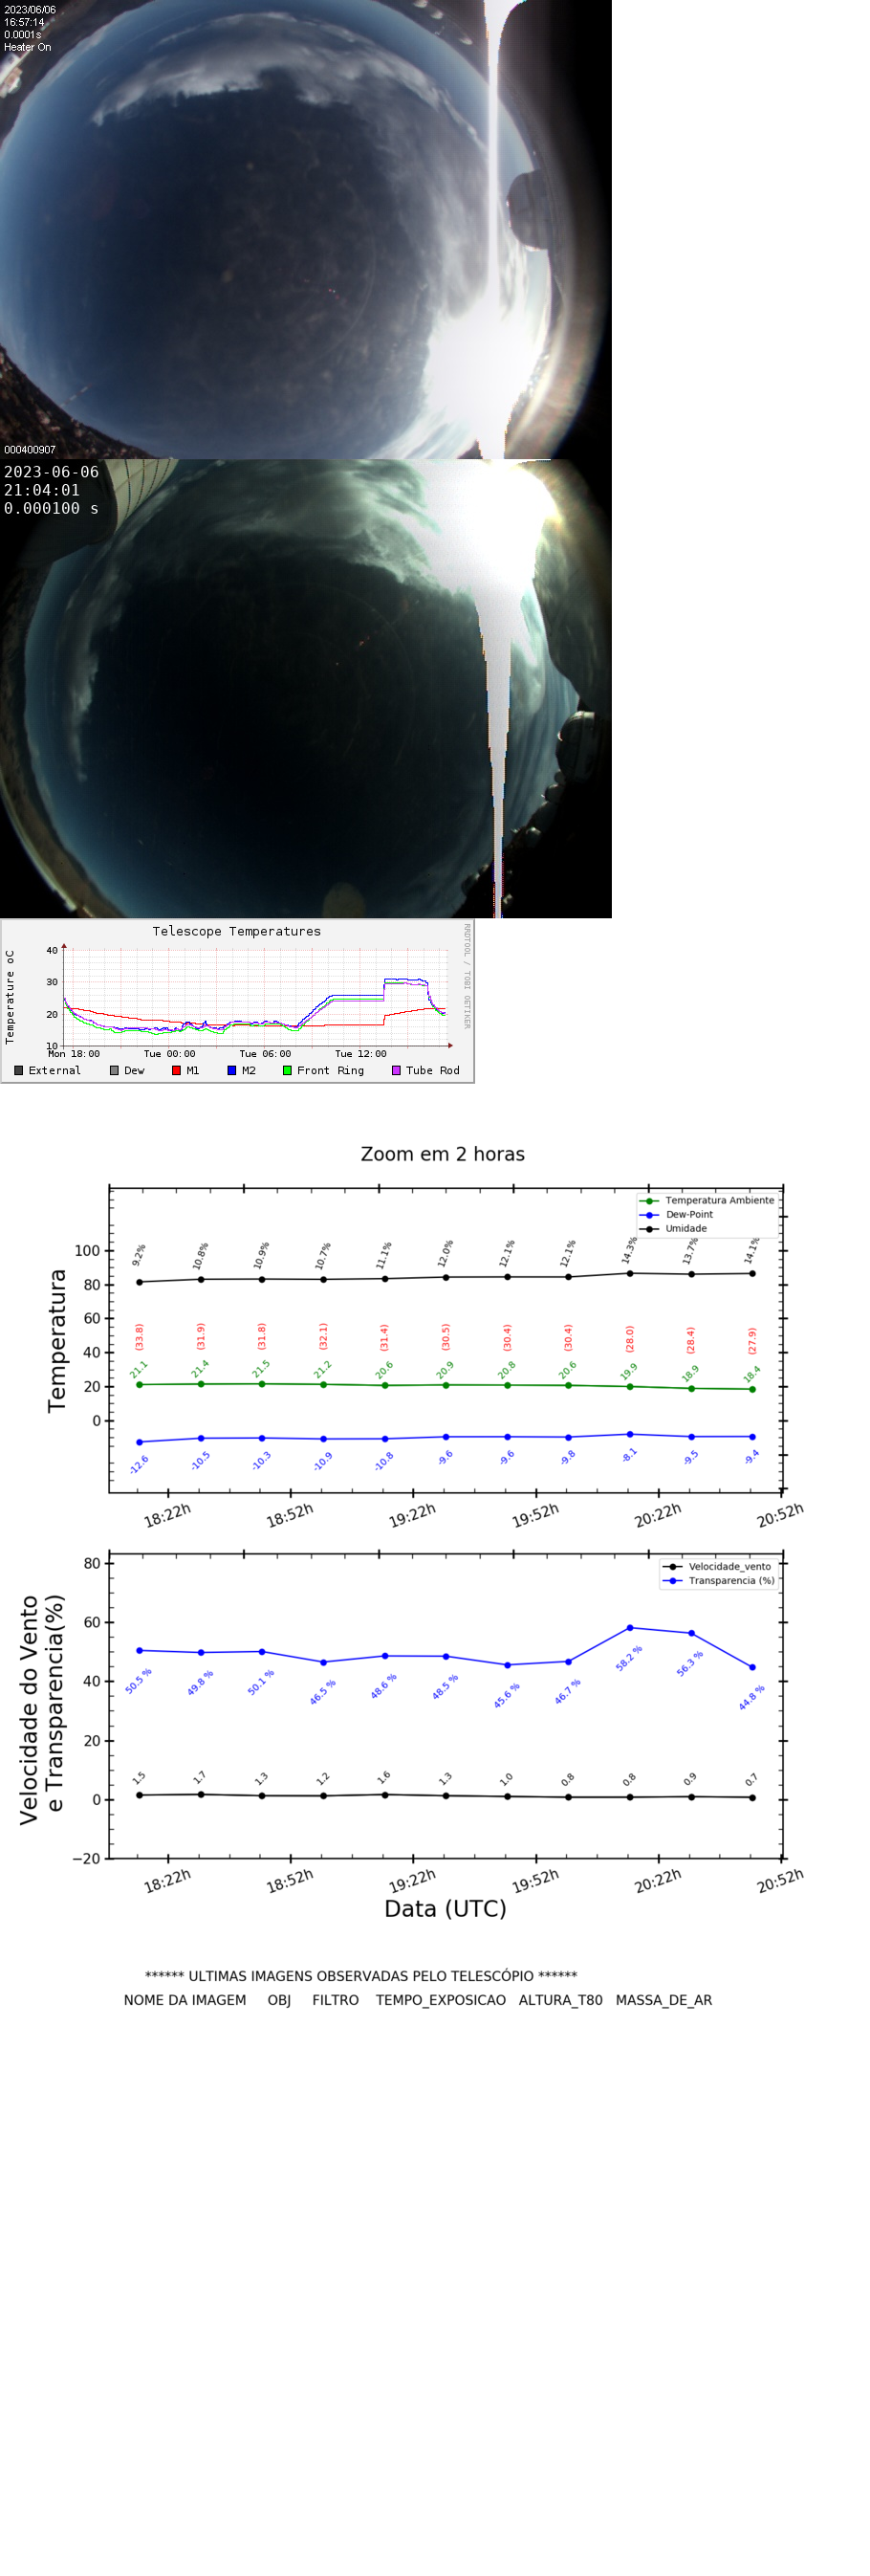 2023/06/06
16:57:14
0.0001s
Heater On
000400907
2023-06-06
21:04:01
0.000100 s
Telescope Temperatures
Temperature oC
RRDTOOL / TOBI OETIKER
40
30
20
10
Mon 18:00 Tue 00:00 Tue 06:00 Tue 12:00
External Dew M1 M2 Front Ring Tube Rod
Zoom em 2 horas
Temperatura Ambiente
Dew-Point
Umidade
Temperatura
100
80
60
40
20
0
9.2% 10.8% 10.9% 10.7% 11.1% 12.0% 12.1% 12.1% 14.3% 13.7% 14.1%
(33.8) (31.9) (31.8) (32.1) (31.4) (30.5) (30.4) (30.4) (28.0) (28.4) (27.9)
21.1 21.4 21.5 21.2 20.6 20.9 20.8 20.6 19.9 18.9 18.4
-12.6 -10.5 -10.3 -10.9 -10.8 -9.6 -9.6 -9.8 -8.1 -9.5 -9.4
18:22h 18:52h 19:22h 19:52h 20:22h 20:52h
Velocidade_vento
Transparencia (%)
Velocidade do Vento
e Transparencia(%)
80
60
40
20
0
−20
50.5 % 49.8 % 50.1 % 46.5 % 48.6 % 48.5 % 45.6 % 46.7 % 58.2 % 56.3 % 44.8 %
1.5 1.7 1.3 1.2 1.6 1.3 1.0 0.8 0.8 0.9 0.7
18:22h 18:52h 19:22h 19:52h 20:22h 20:52h
Data (UTC)
****** ULTIMAS IMAGENS OBSERVADAS PELO TELESCÓPIO ******
NOME DA IMAGEM OBJ FILTRO TEMPO_EXPOSICAO ALTURA_T80 MASSA_DE_AR